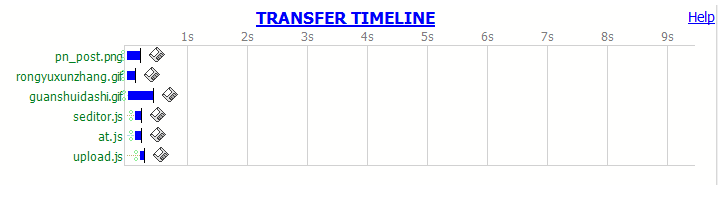 TRANSFER TIMELINE
Help
1s 2s 3s 4s 5s 6s 7s 8s 9s
pn_post.png
rongyuxunzhang.gif
guanshuidashi.gif
seditor.js
at.js
upload.js